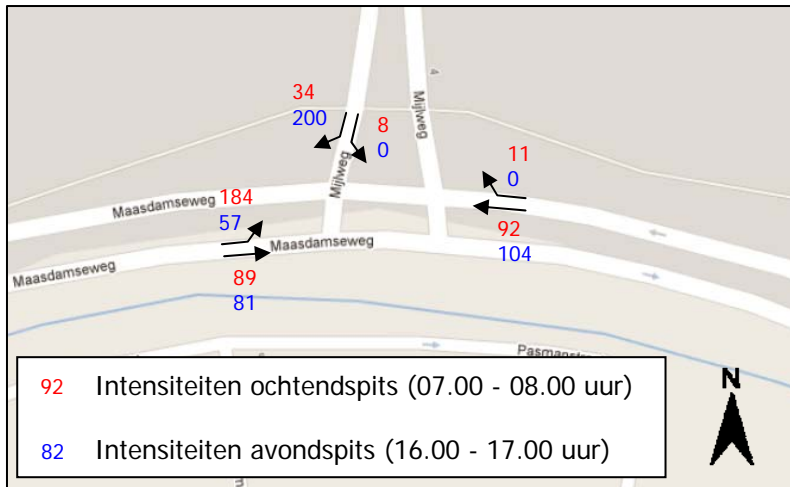 34
200
8
0
4
Mijlweg
11
0
Mijlweg
Maasdamseweg
184
57
92
104
Maasdamseweg
Maasdamseweg
89
81
92 Intensiteiten ochtendspits (07.00 - 08.00 uur)
82 Intensiteiten avondspits (16.00 - 17.00 uur)
N